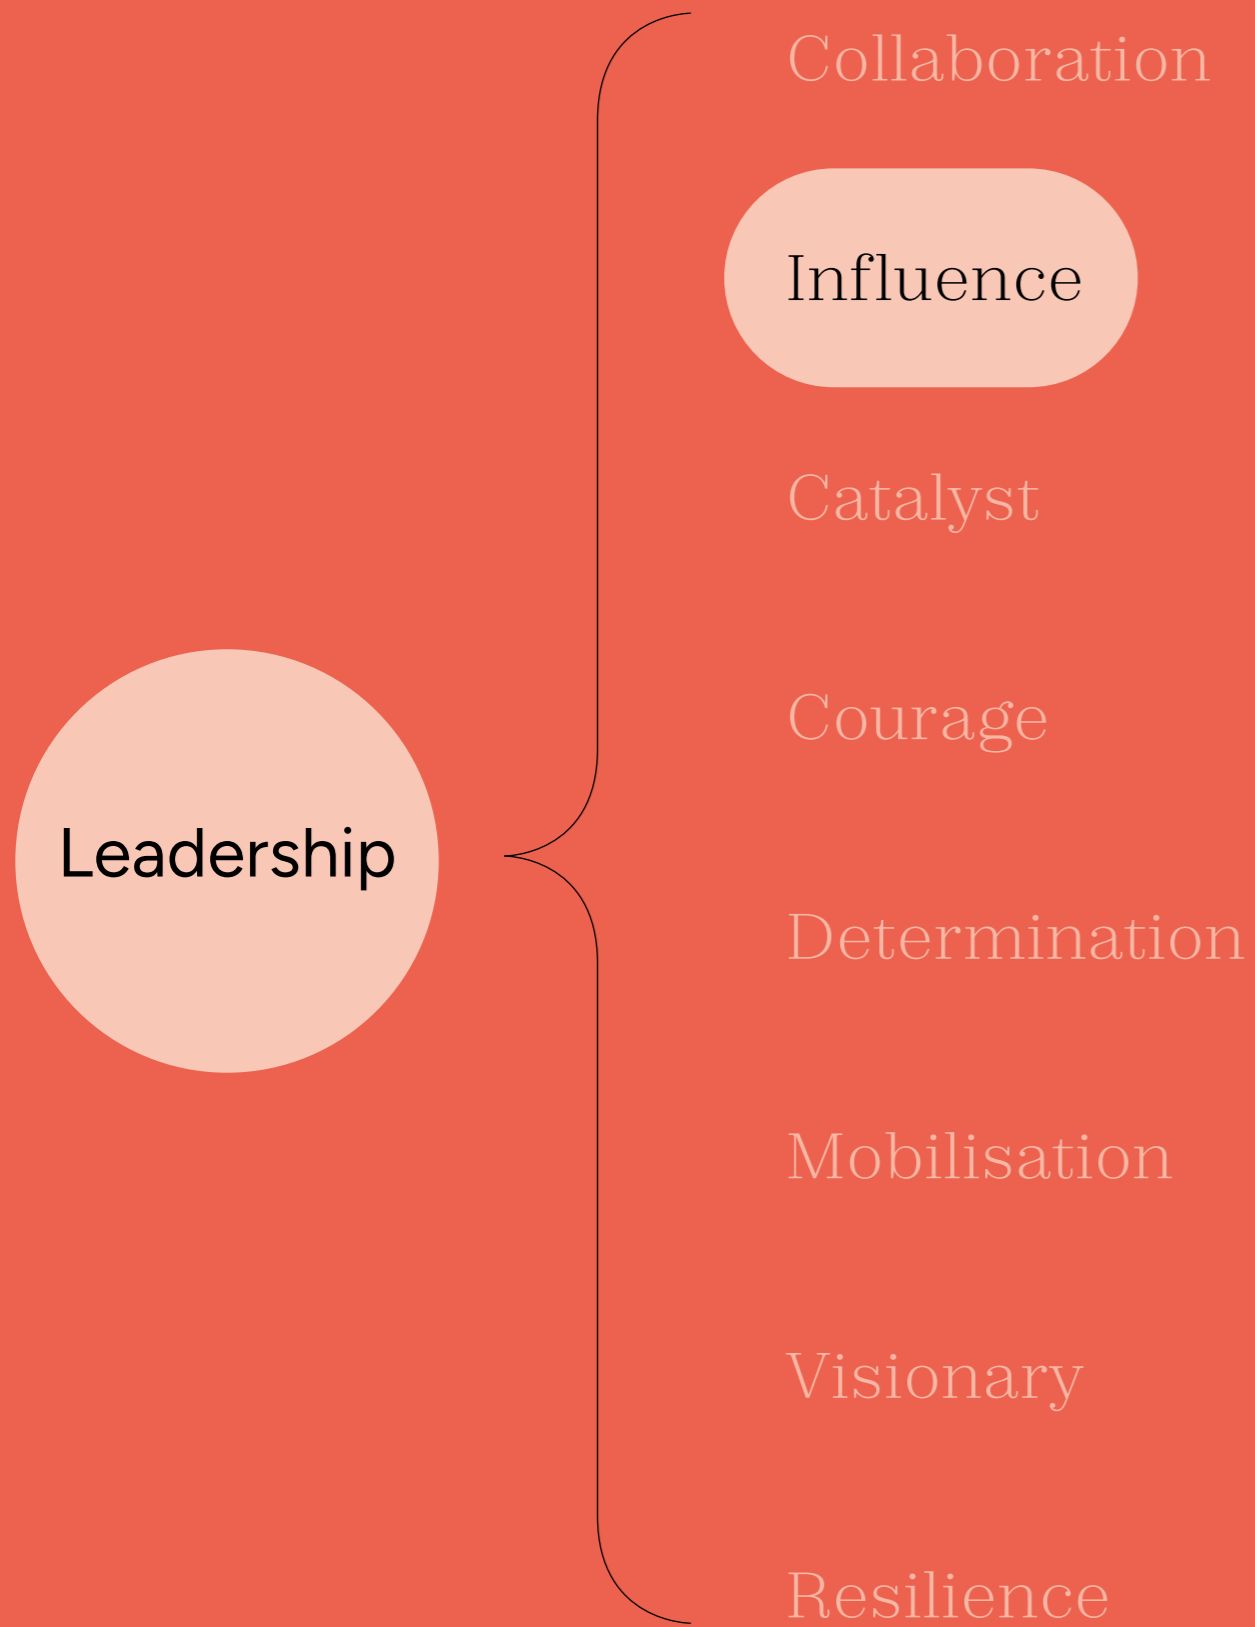 Leadership
Collaboration
Influence
Catalyst
Courage
Determination
Mobilisation
Visionary
Resilience